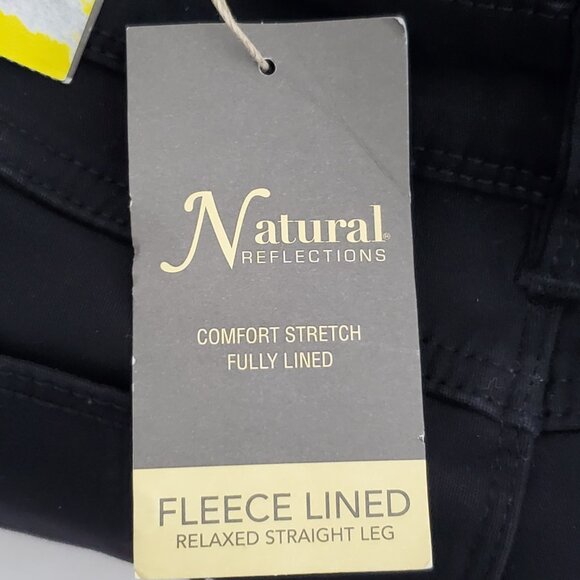 Natural®
REFLECTIONS
COMFORT STRETCH
FULLY LINED
FLEECE LINED
RELAXED STRAIGHT LEG